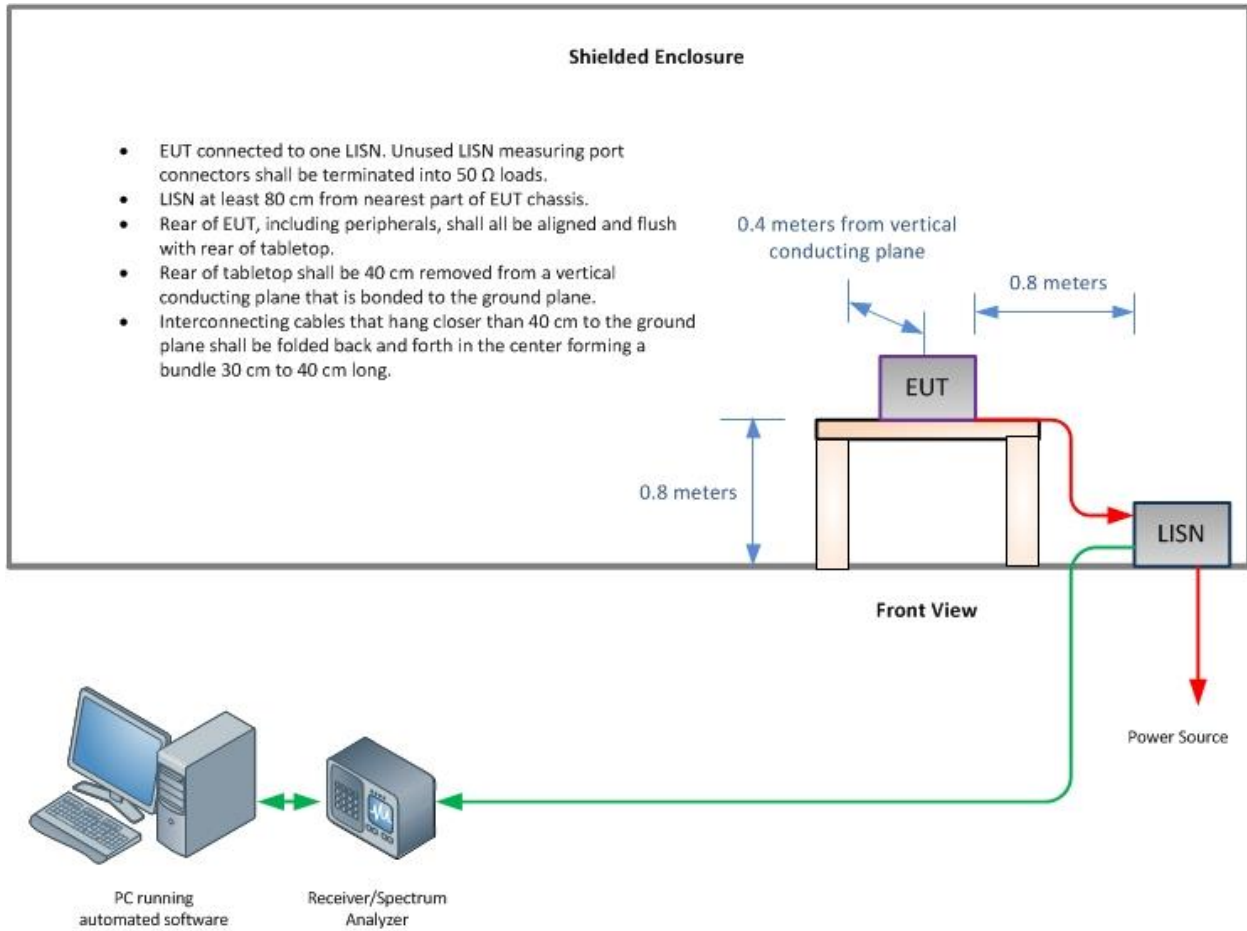 Shielded Enclosure
• EUT connected to one LISN. Unused LISN measuring port
connectors shall be terminated into 50 Ω loads.
• LISN at least 80 cm from nearest part of EUT chassis.
• Rear of EUT, including peripherals, shall all be aligned and flush
with rear of tabletop.
• Rear of tabletop shall be 40 cm removed from a vertical
conducting plane that is bonded to the ground plane.
• Interconnecting cables that hang closer than 40 cm to the ground
plane shall be folded back and forth in the center forming a
bundle 30 cm to 40 cm long.
0.4 meters from vertical
conducting plane
0.8 meters
EUT
0.8 meters
LISN
Front View
Power Source
PC running
automated software
Receiver/Spectrum
Analyzer